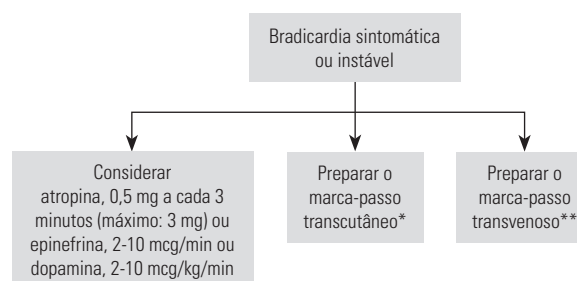 Bradicardia sintomática
ou instável
Considerar
atropina, 0,5 mg a cada 3
minutos (máximo: 3 mg) ou
epinefrina, 2-10 mcg/min ou
dopamina, 2-10 mcg/kg/min
Preparar o
marca-passo
transcutâneo*
Preparar o
marca-passo
transvenoso**